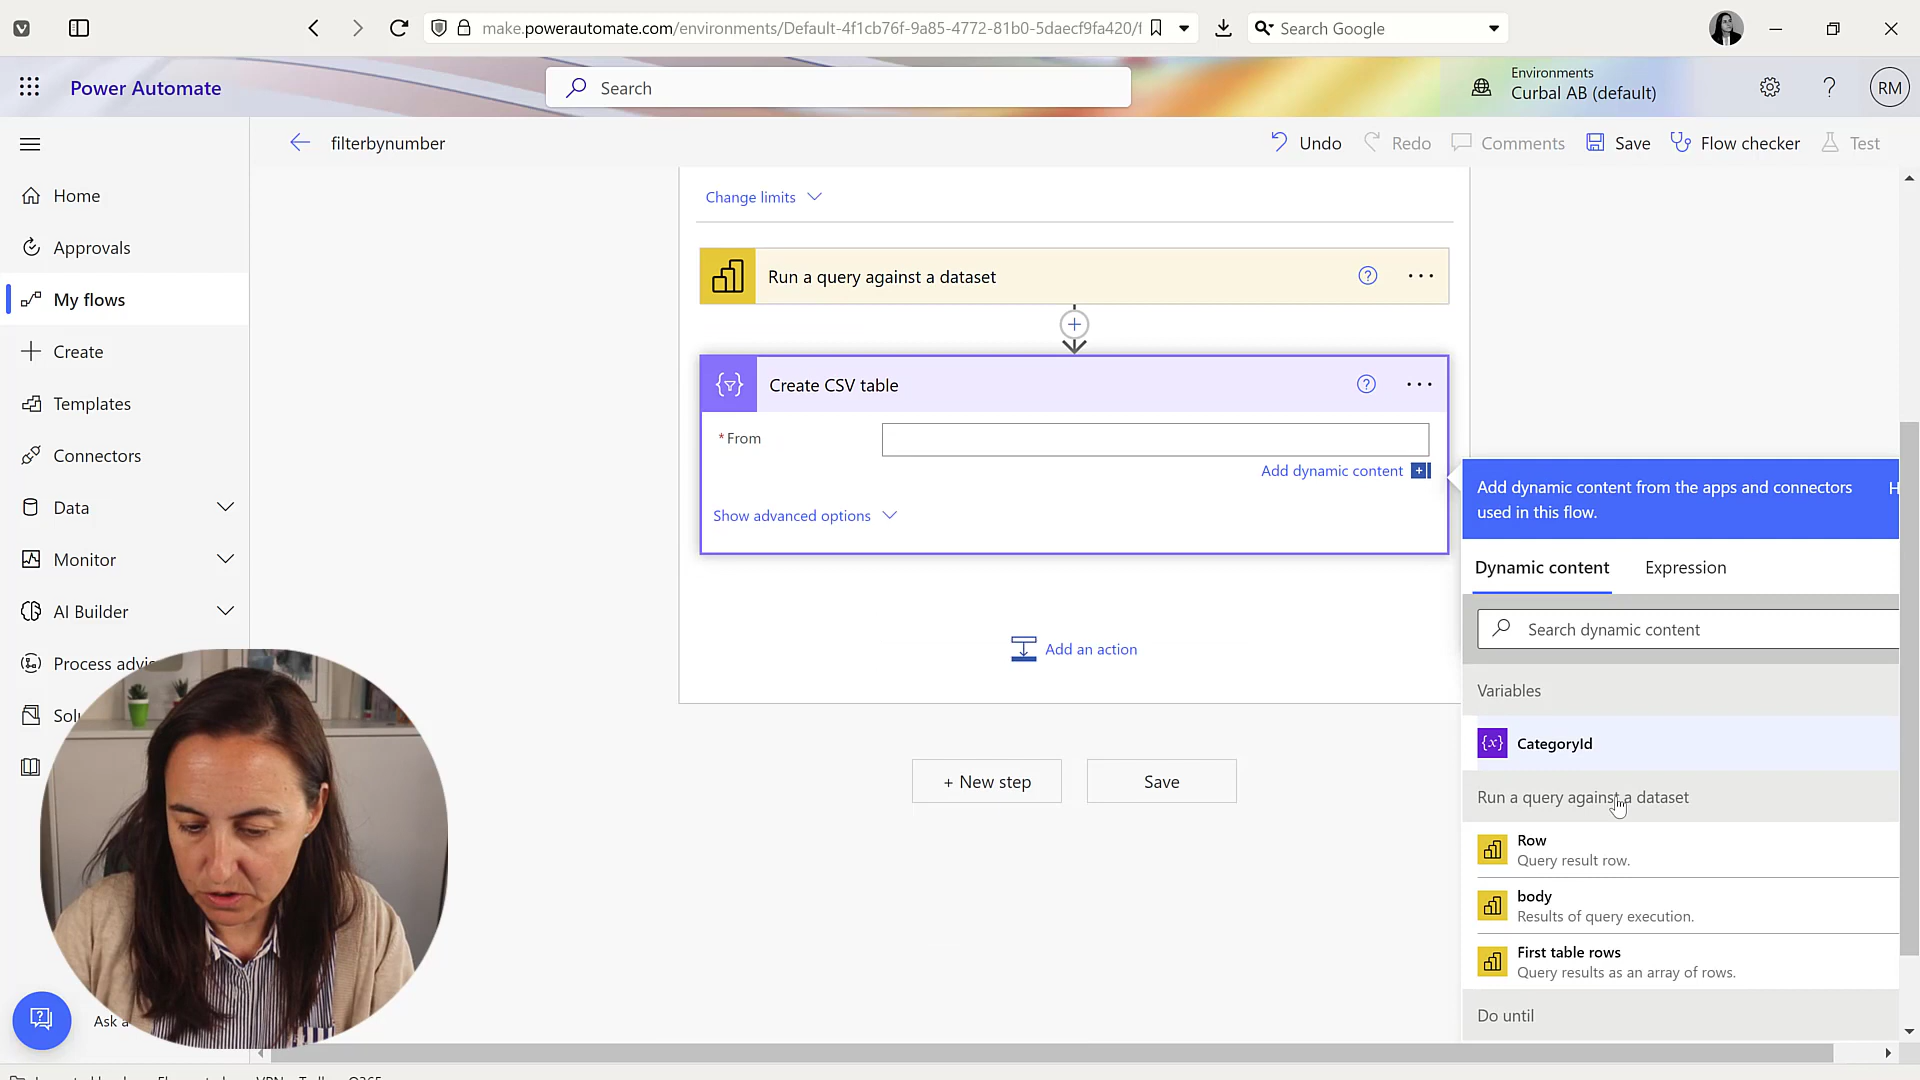 make.powerautomate.com/environments/Default-4f1cb76f-9a85-4772-81b0-5daecf9fa420/f
Search Google
Power Automate
Search
Environments
Curbal AB (default)
RM
filterbynumber
Undo
Redo
Comments
Save
Flow checker
Test
Home
Approvals
My flows
Create
Templates
Connectors
Data
Monitor
AI Builder
Process advis
Solu
Ask a
Change limits
Run a query against a dataset
Create CSV table
* From
Add dynamic content
Show advanced options
Add an action
+ New step
Save
Add dynamic content from the apps and connectors
used in this flow.
H
Dynamic content
Expression
Search dynamic content
Variables
CategoryId
Run a query against a dataset
Row
Query result row.
body
Results of query execution.
First table rows
Query results as an array of rows.
Do until